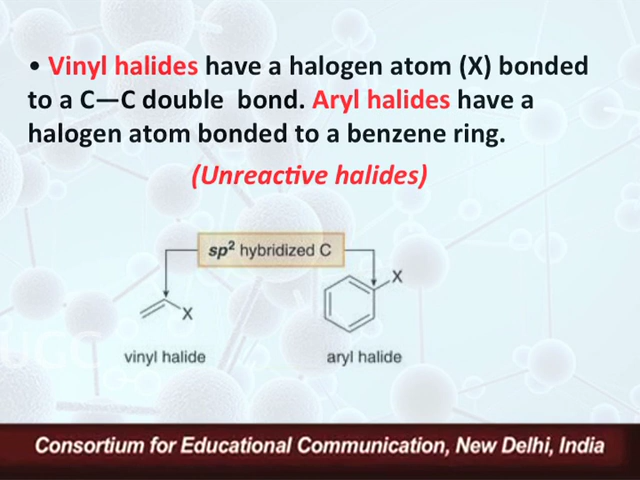 • Vinyl halides have a halogen atom (X) bonded
to a C—C double  bond. Aryl halides have a
halogen atom bonded to a benzene ring.
(Unreactive halides)
sp² hybridized C
X
X
vinyl halide
aryl halide
Consortium for Educational Communication, New Delhi, India